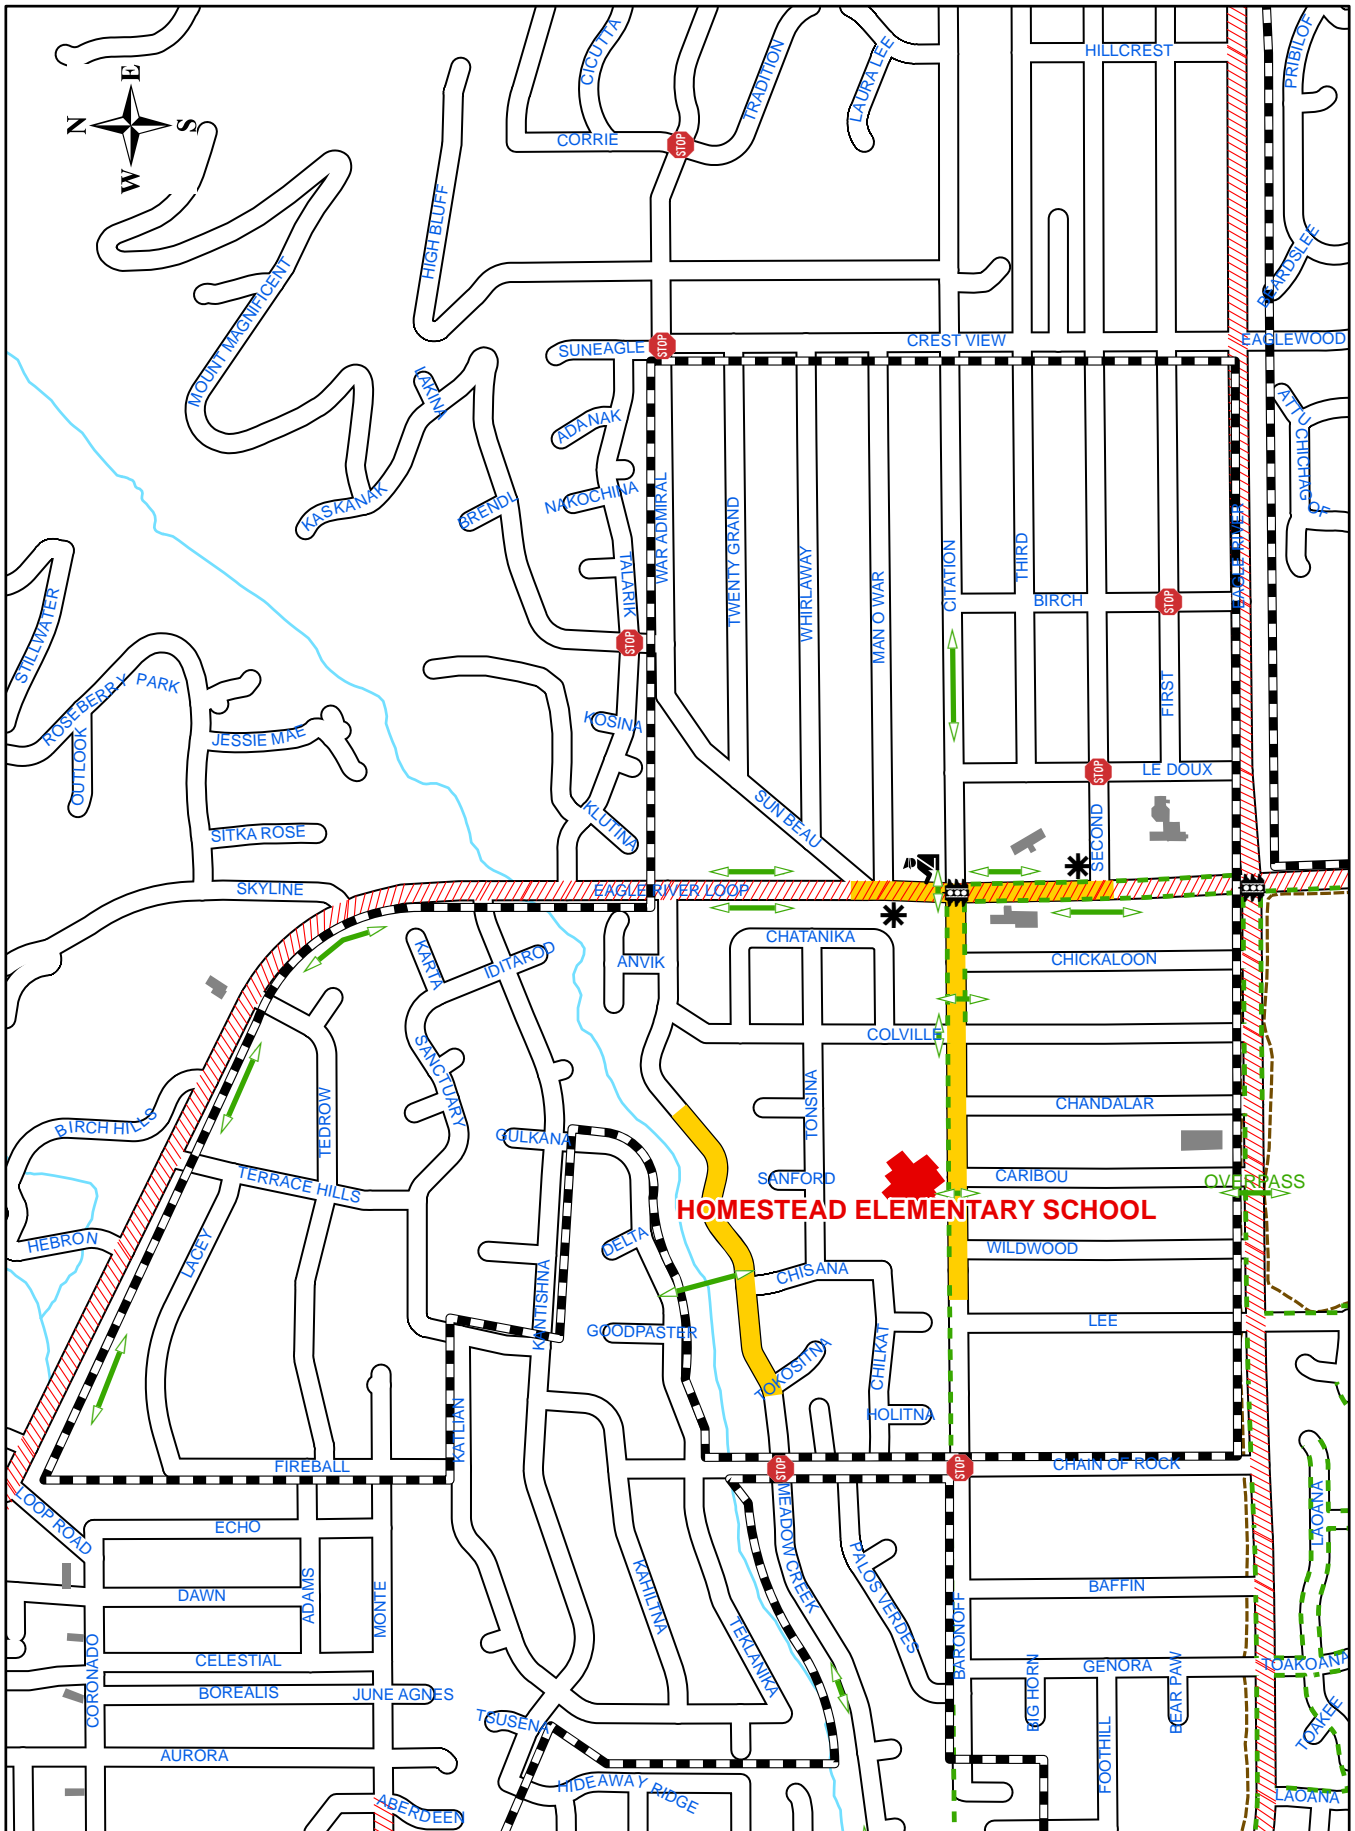 HILLCREST
PRIBILOF
CICUTTA
TRADITION
LAURA LEE
N
E
S
W
CORRIE
STOP
HIGH BLUFF
BEARDSLEE
MOUNT MAGNIFICENT
SUNEAGLE
STOP
CREST VIEW
EAGLEWOOD
LAKINA
ADANAK
ATTU
CHICHAGOF
KASKANAK
BRENDL
NAKOCHINA
WAR ADMIRAL
TWENTY GRAND
WHIRLAWAY
MAN O WAR
CITATION
THIRD
EAGLE RIVER
TALARIK
BIRCH
STOP
STILLWATER
STOP
ROSEBERRY PARK
FIRST
OUTLOOK
JESSIE MAE
KOSINA
STOP
LE DOUX
SITKA ROSE
KLUTINA
SUN BEAU
SECOND
SKYLINE
EAGLE RIVER LOOP
KARTA
IDITAROD
ANVIK
CHATANIKA
CHICKALOON
COLVILLE
SANCTUARY
BIRCH HILLS
TEDROW
GULKANA
TONSINA
CHANDALAR
TERRACE HILLS
SANFORD
CARIBOU
OVERPASS
HOMESTEAD ELEMENTARY SCHOOL
HEBRON
LACEY
DELTA
WILDWOOD
CHISANA
KANTISHNA
GOODPASTER
LEE
TOKOSITNA
CHILKAT
KATLIAN
HOLITNA
FIREBALL
STOP
STOP
CHAIN OF ROCK
LOOP ROAD
ECHO
MEADOW CREEK
LAOANA
DAWN
ADAMS
MONTE
KAHILTNA
TEKLANIKA
PALOS VERDES
BARONOFF
BAFFIN
CORONADO
CELESTIAL
GENORA
TOAKOANA
BOREALIS
JUNE AGNES
BIG HORN
BEAR PAW
TOAKEE
TSUSENA
AURORA
FOOTHILL
HIDEAWAY RIDGE
ABERDEEN
LAOANA